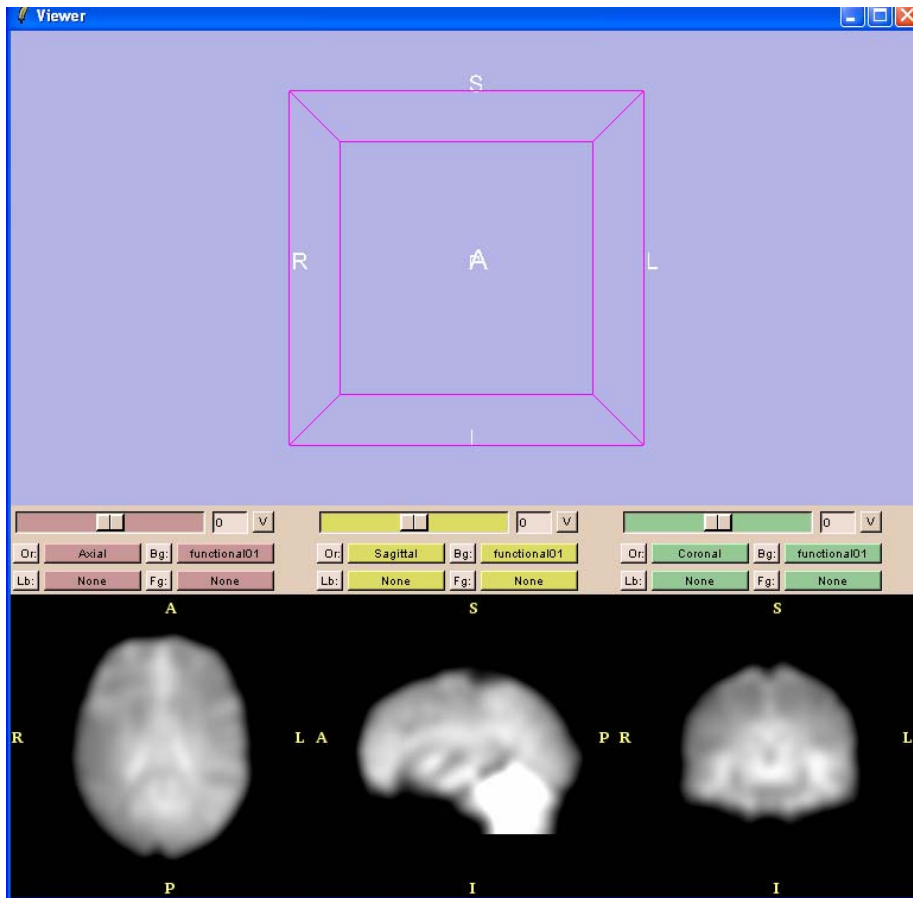 Viewer
S
R A L
I
0 V 0 V 0 V
Or: Axial Bg: functional01 Or: Sagittal Bg: functional01 Or: Coronal Bg: functional01
Lb: None Fg: None Lb: None Fg: None Lb: None Fg: None
A S S
R L A P R L
P I I